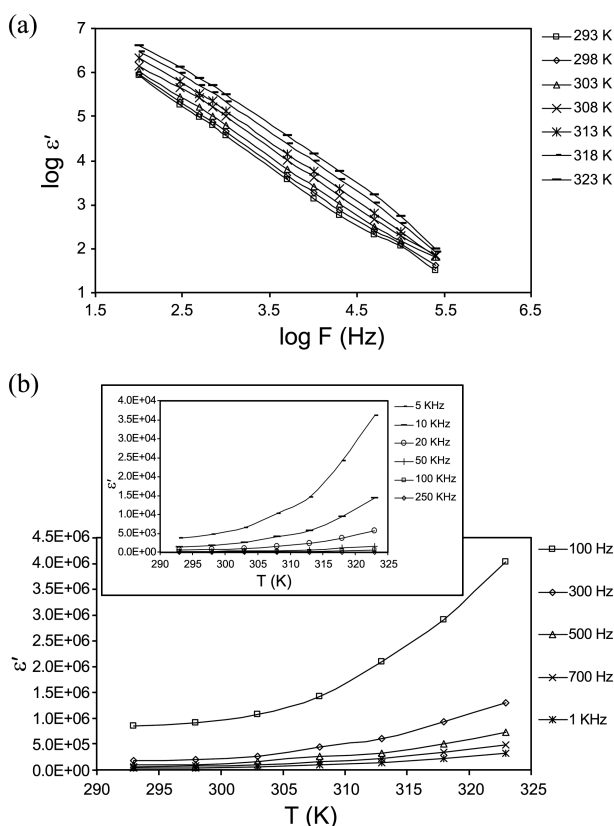 (a)
7
6
5
4
3
2
1
log ε′
1.5 2.5 3.5 4.5 5.5 6.5
log F (Hz)
293 K
298 K
303 K
308 K
313 K
318 K
323 K
(b)
4.0E+04
3.5E+04
3.0E+04
2.5E+04
2.0E+04
1.5E+04
1.0E+04
5.0E+03
0.0E+00
ε′
290 295 300 305 310 315 320 325
T (K)
5 KHz
10 KHz
20 KHz
50 KHz
100 KHz
250 KHz
4.5E+06
4.0E+06
3.5E+06
3.0E+06
2.5E+06
2.0E+06
1.5E+06
1.0E+06
5.0E+05
0.0E+00
ε′
290 295 300 305 310 315 320 325
T (K)
100 Hz
300 Hz
500 Hz
700 Hz
1 KHz